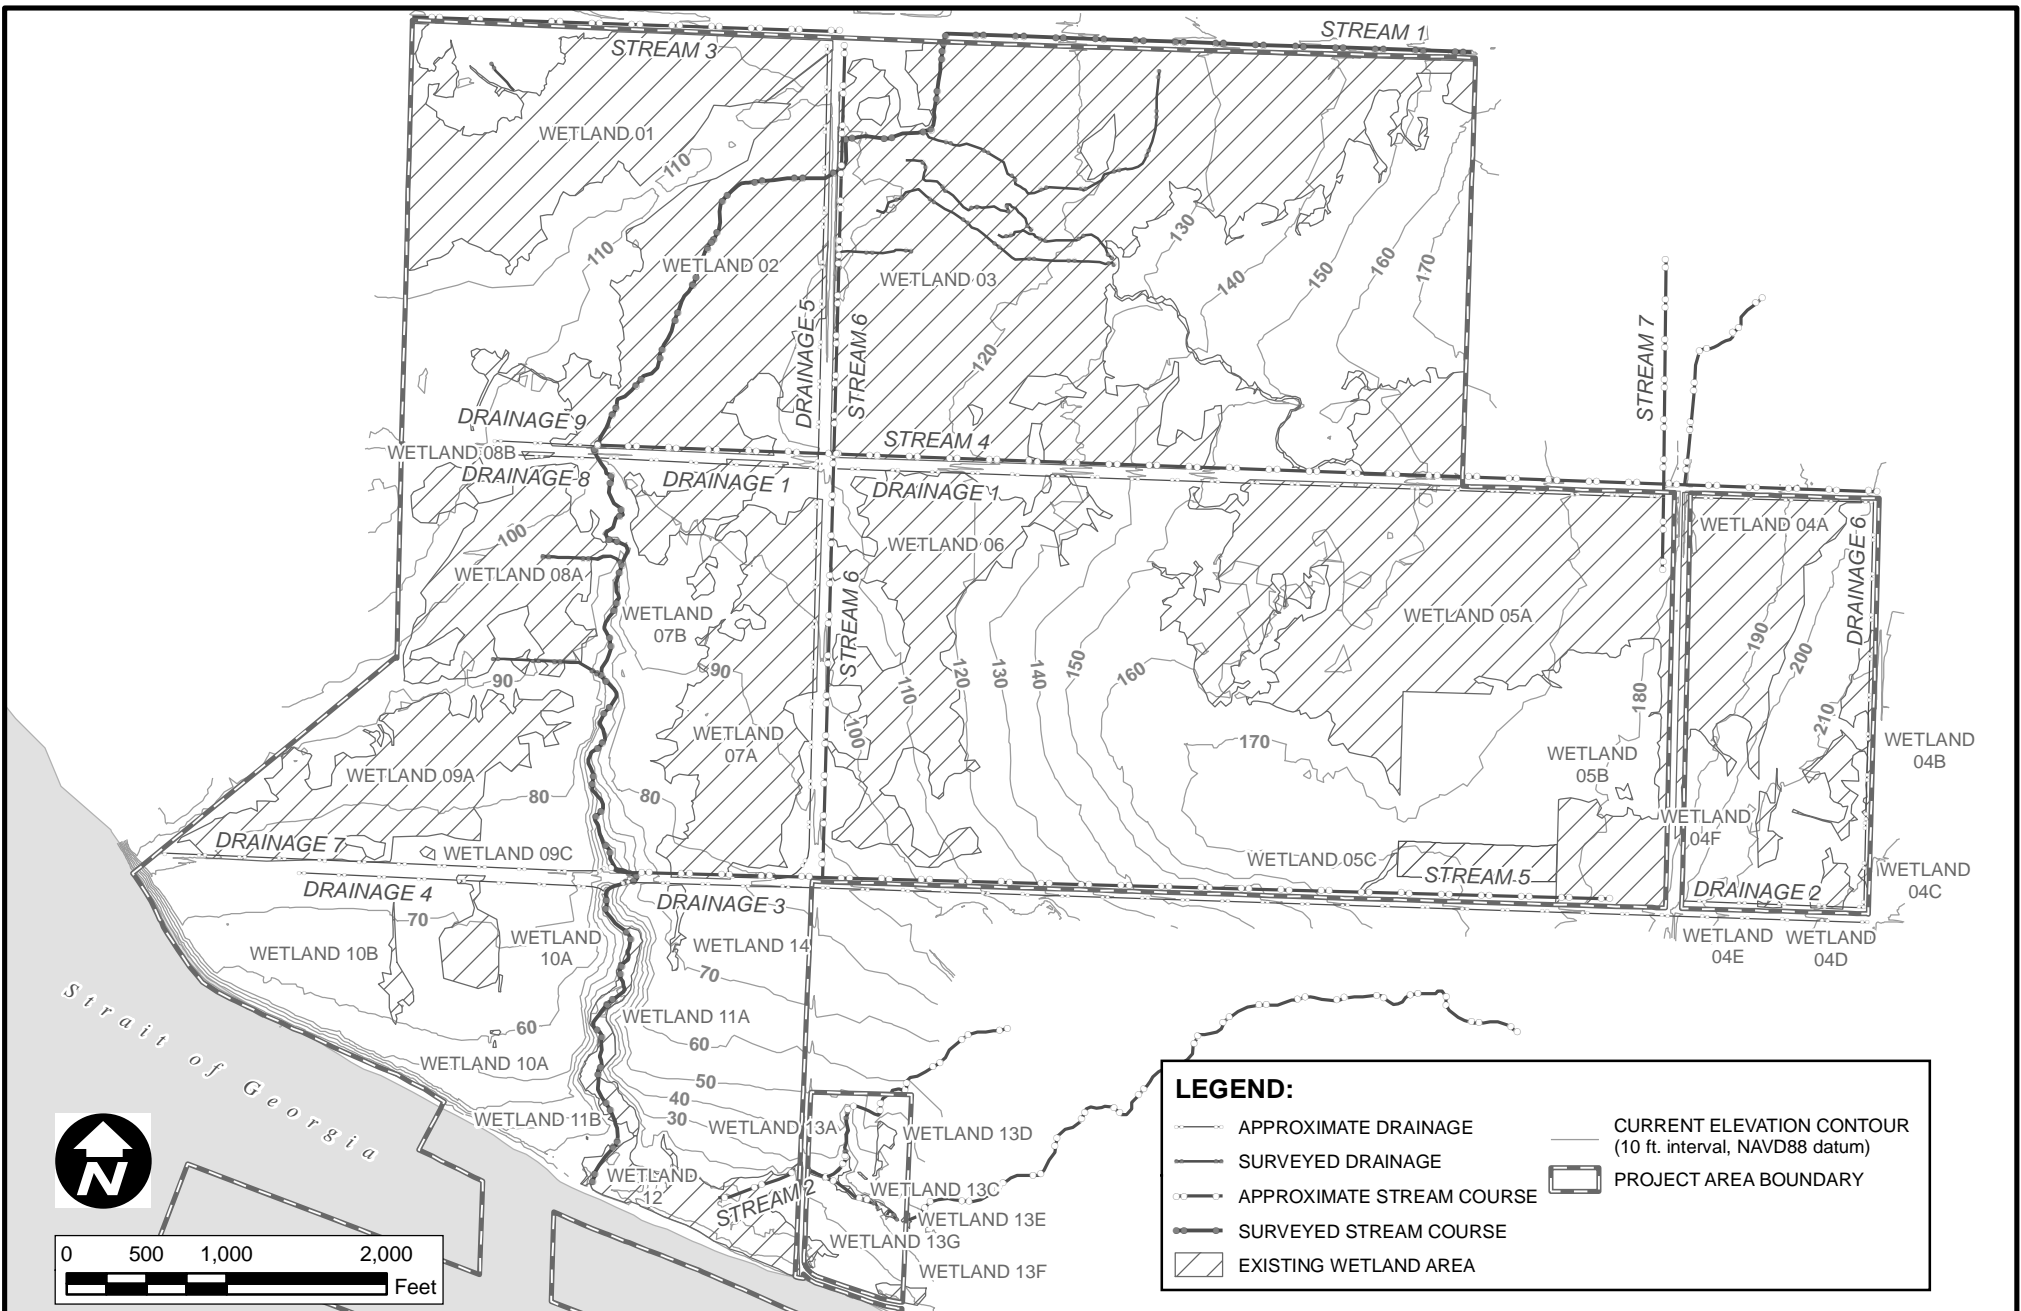 STREAM 1
STREAM 3
WETLAND 01
110
130
110
WETLAND 02
WETLAND 03
140
150
160
170
DRAINAGE 5
STREAM 6
120
STREAM 7
DRAINAGE 9
STREAM 4
WETLAND 08B
DRAINAGE 8
DRAINAGE 1
DRAINAGE 1
WETLAND 04A
DRAINAGE 6
100
WETLAND 06
WETLAND 08A
WETLAND
07B
STREAM 6
WETLAND 05A
190
200
90
90
110
120
130
140
150
160
180
210
100
WETLAND
07A
170
WETLAND
05B
WETLAND
04B
WETLAND 09A
80
80
WETLAND
04F
DRAINAGE 7
WETLAND 09C
WETLAND 05C
STREAM 5
DRAINAGE 2
WETLAND
04C
DRAINAGE 4
DRAINAGE 3
70
WETLAND 10B
WETLAND
10A
WETLAND 14
WETLAND
04E
WETLAND
04D
70
Strait of Georgia
60
WETLAND 11A
60
WETLAND 10A
50
40
30
WETLAND 11B
WETLAND 13A
WETLAND 13D
WETLAND
12
STREAM 2
WETLAND 13C
WETLAND 13E
WETLAND 13G
WETLAND 13F
N
0 500 1,000 2,000
Feet
LEGEND:
APPROXIMATE DRAINAGE
SURVEYED DRAINAGE
APPROXIMATE STREAM COURSE
SURVEYED STREAM COURSE
EXISTING WETLAND AREA
CURRENT ELEVATION CONTOUR
(10 ft. interval, NAVD88 datum)
PROJECT AREA BOUNDARY